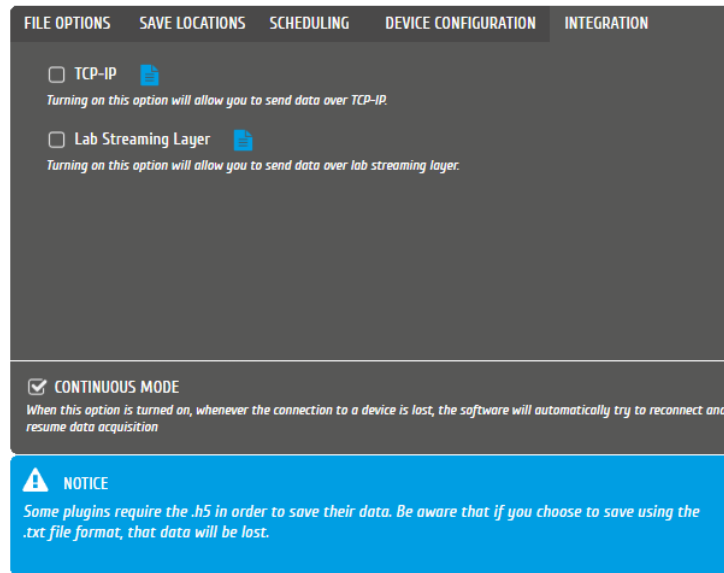 FILE OPTIONS SAVE LOCATIONS SCHEDULING DEVICE CONFIGURATION INTEGRATION
TCP-IP
Turning on this option will allow you to send data over TCP-IP.
Lab Streaming Layer
Turning on this option will allow you to send data over lab streaming layer.
CONTINUOUS MODE
When this option is turned on, whenever the connection to a device is lost, the software will automatically try to reconnect and
resume data acquisition
NOTICE
Some plugins require the .h5 in order to save their data. Be aware that if you choose to save using the
.txt file format, that data will be lost.